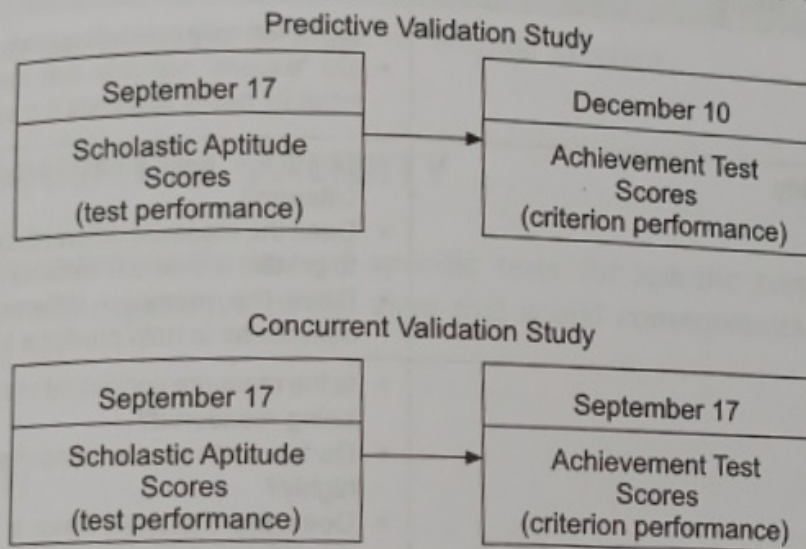 Predictive Validation Study
September 17
Scholastic Aptitude
Scores
(test performance)
December 10
Achievement Test
Scores
(criterion performance)
Concurrent Validation Study
September 17
Scholastic Aptitude
Scores
(test performance)
September 17
Achievement Test
Scores
(criterion performance)